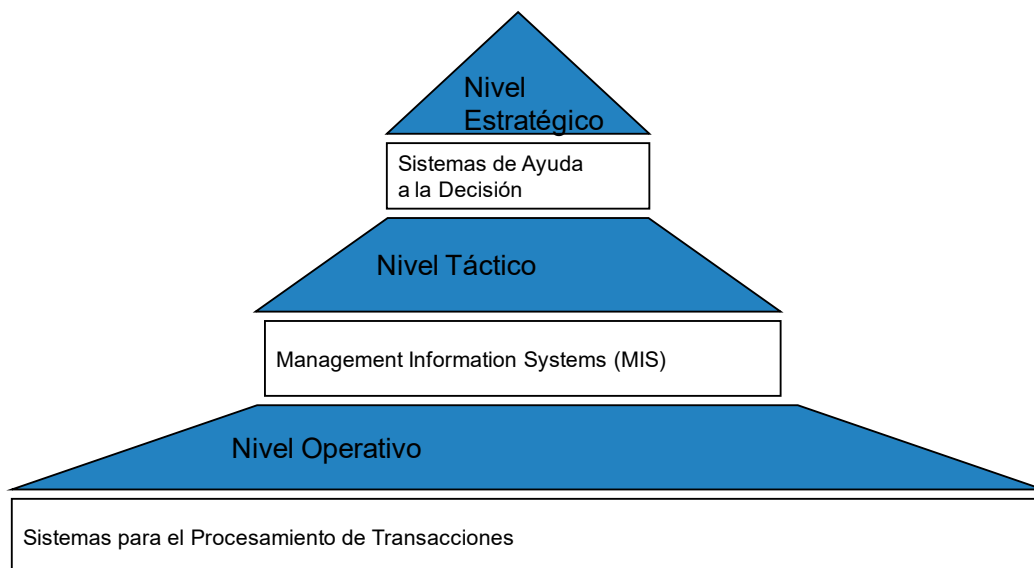 Nivel
Estratégico
Sistemas de Ayuda
a la Decisión
Nivel Táctico
Management Information Systems (MIS)
Nivel Operativo
Sistemas para el Procesamiento de Transacciones